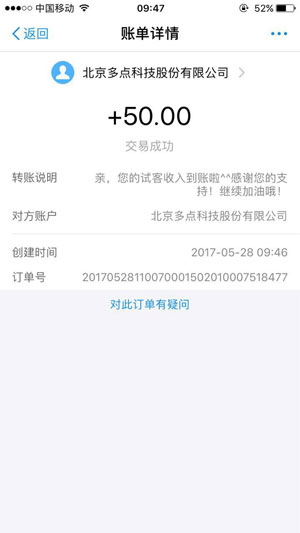 中国移动 09:47 52%
返回 账单详情
北京多点科技股份有限公司
+50.00
交易成功
转账说明 亲，您的试客收入到账啦^^感谢您的支
持！继续加油哦！
对方账户 北京多点科技股份有限公司
创建时间 2017-05-28 09:46
订单号 20170528110070001502010007518477
对此订单有疑问